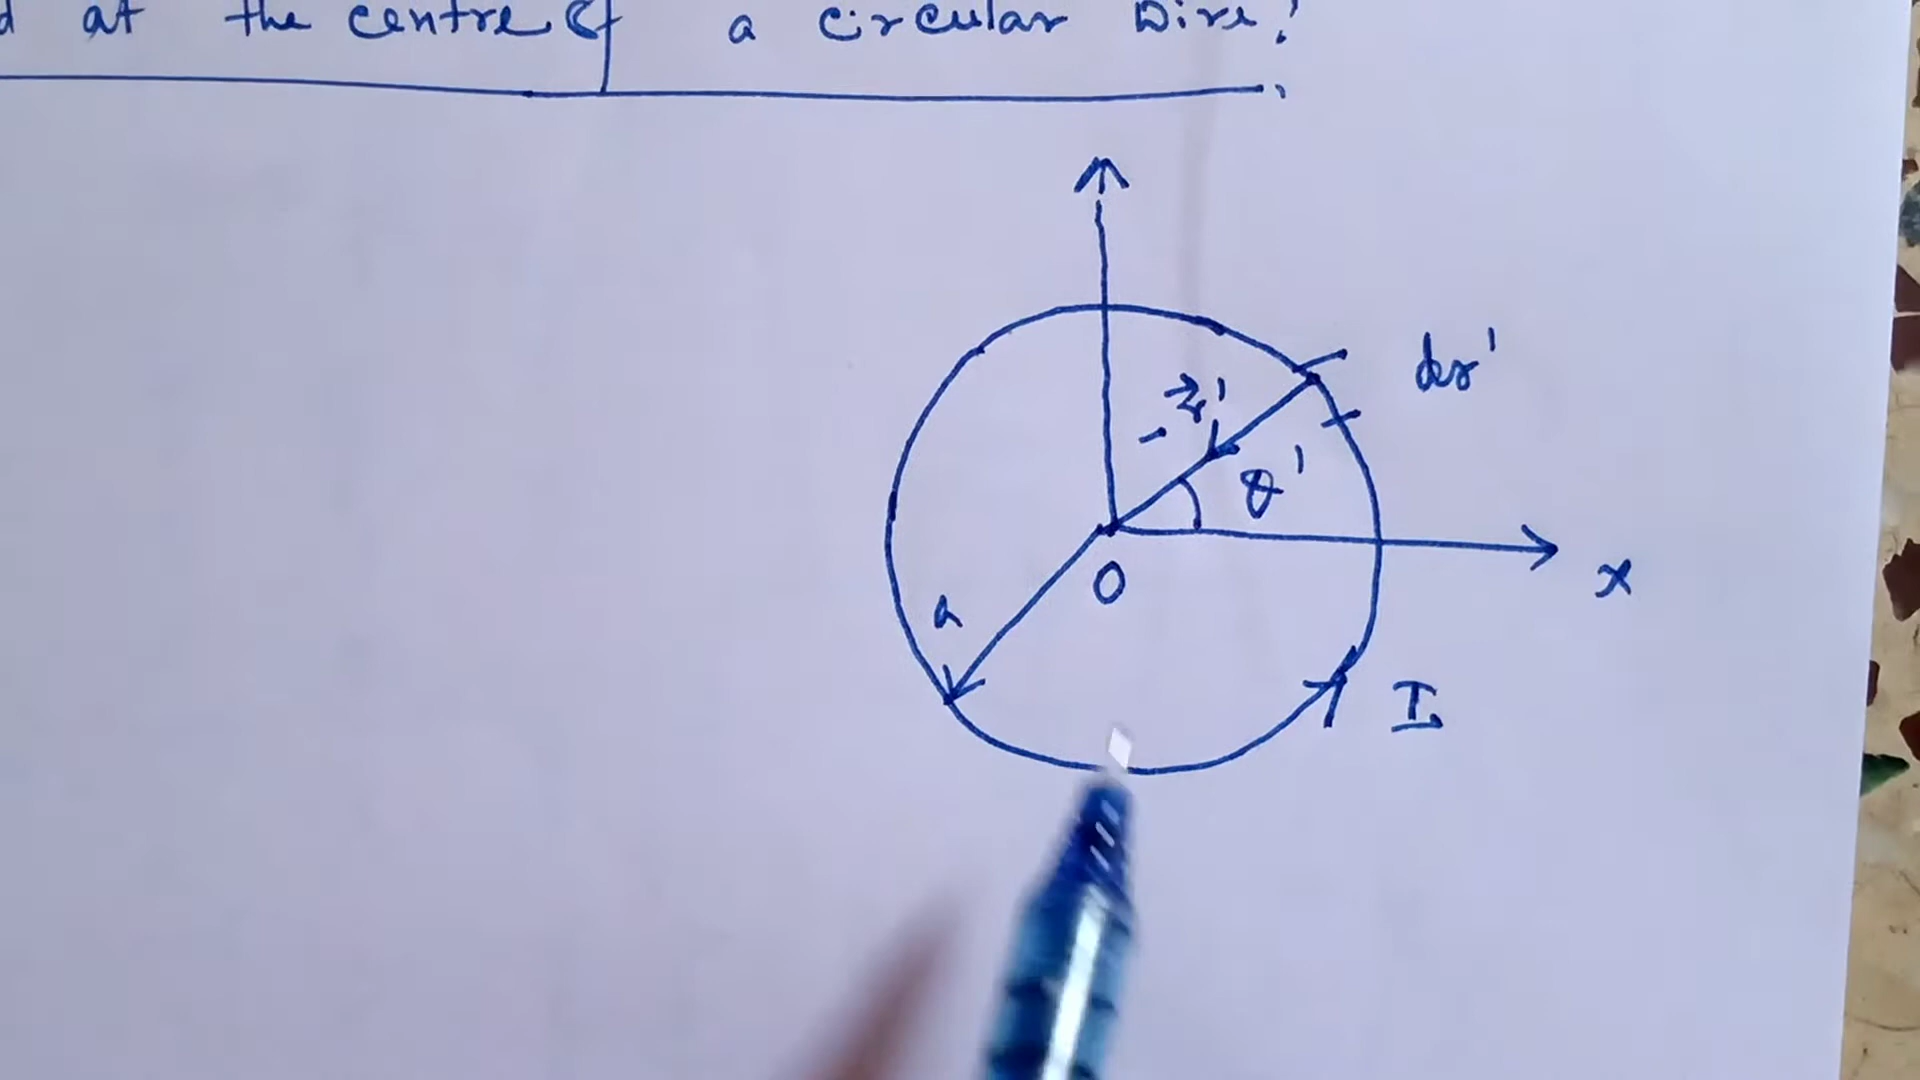 at the centre of a circular wire?
dr'
-r'
θ'
O
a
x
I